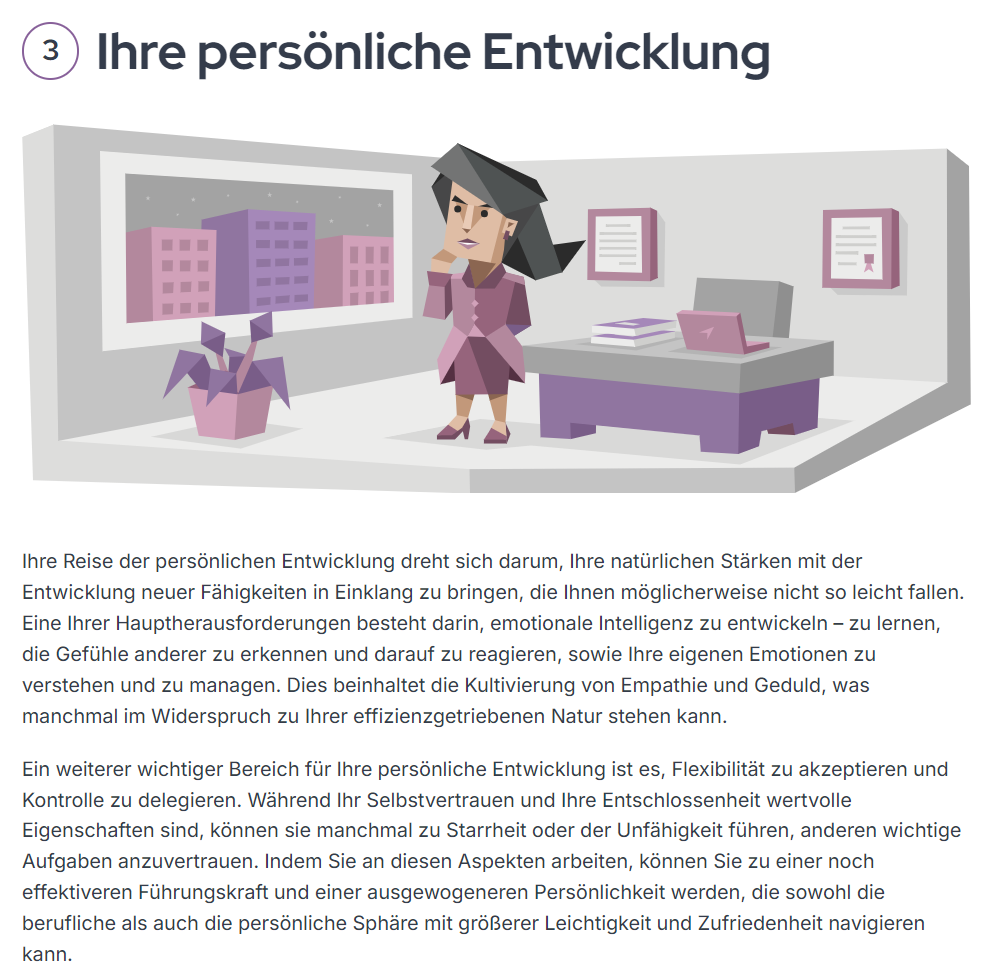 3 Ihre persönliche Entwicklung
Ihre Reise der persönlichen Entwicklung dreht sich darum, Ihre natürlichen Stärken mit der
Entwicklung neuer Fähigkeiten in Einklang zu bringen, die Ihnen möglicherweise nicht so leicht fallen.
Eine Ihrer Hauptherausforderungen besteht darin, emotionale Intelligenz zu entwickeln – zu lernen,
die Gefühle anderer zu erkennen und darauf zu reagieren, sowie Ihre eigenen Emotionen zu
verstehen und zu managen. Dies beinhaltet die Kultivierung von Empathie und Geduld, was
manchmal im Widerspruch zu Ihrer effizienzgetriebenen Natur stehen kann.
Ein weiterer wichtiger Bereich für Ihre persönliche Entwicklung ist es, Flexibilität zu akzeptieren und
Kontrolle zu delegieren. Während Ihr Selbstvertrauen und Ihre Entschlossenheit wertvolle
Eigenschaften sind, können sie manchmal zu Starrheit oder der Unfähigkeit führen, anderen wichtige
Aufgaben anzuvertrauen. Indem Sie an diesen Aspekten arbeiten, können Sie zu einer noch
effektiveren Führungskraft und einer ausgewogeneren Persönlichkeit werden, die sowohl die
berufliche als auch die persönliche Sphäre mit größerer Leichtigkeit und Zufriedenheit navigieren
kann.